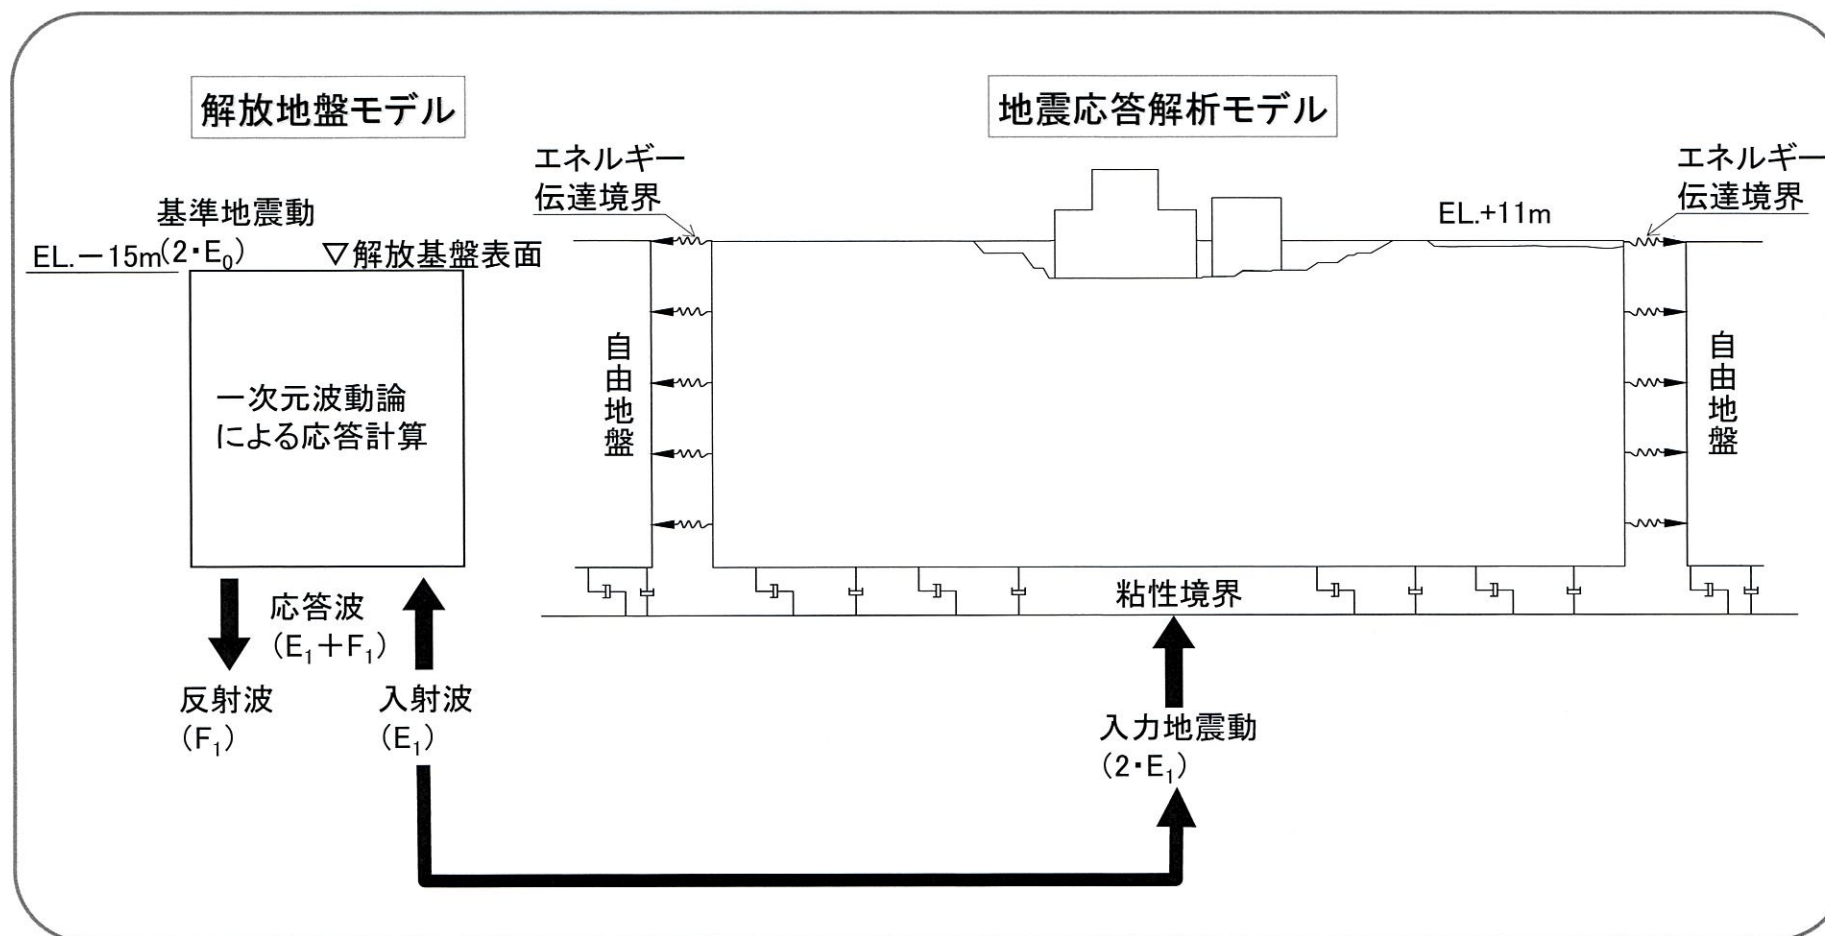 解放地盤モデル
基準地震動
(2・E₀)
EL.－15m
▽解放基盤表面
一次元波動論
による応答計算
応答波
(E₁＋F₁)
反射波
(F₁)
入射波
(E₁)
地震応答解析モデル
エネルギー
伝達境界
EL.+11m
エネルギー
伝達境界
自由地盤
自由地盤
粘性境界
入力地震動
(2・E₁)